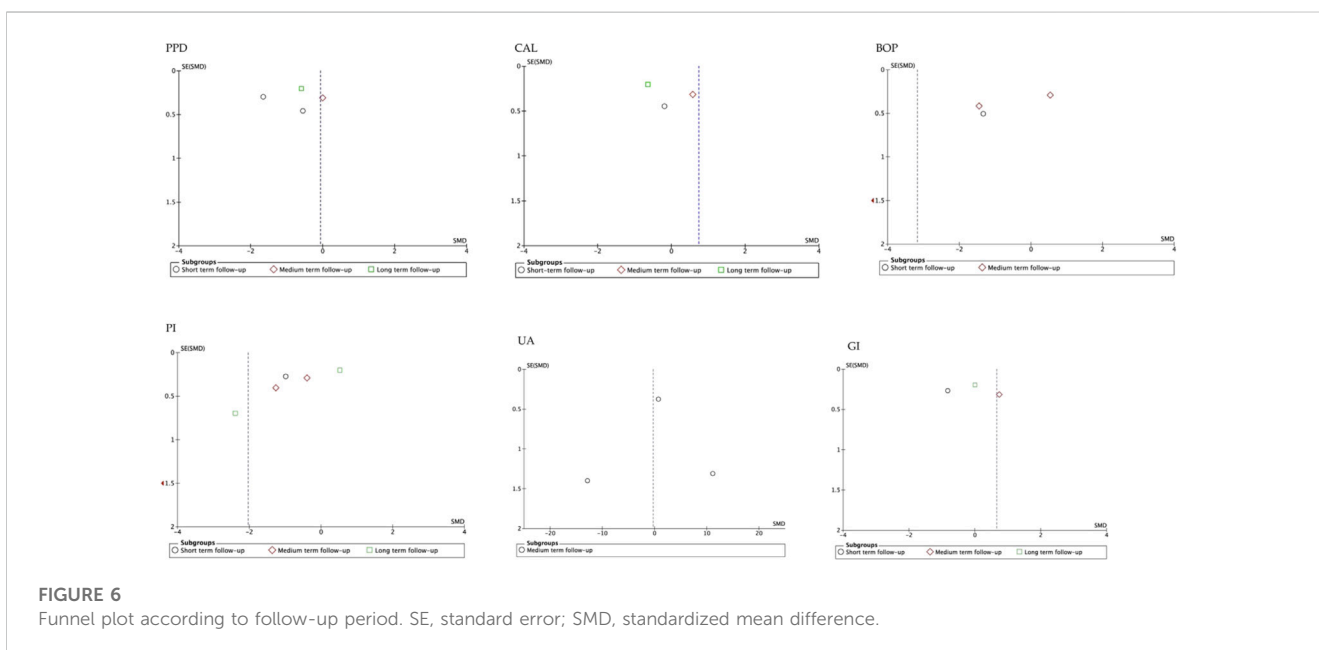 PPD
SE(SMD)
0
0.5
1
1.5
2
-4
-2
0
2
4
SMD
Subgroups
Short term follow-up
Medium term follow-up
Long term follow-up
CAL
SE(SMD)
0
0.5
1
1.5
2
-4
-2
0
2
4
SMD
Subgroups
Short-term follow-up
Medium term follow-up
Long term follow-up
BOP
SE(SMD)
0
0.5
1
1.5
2
-4
-2
0
2
4
SMD
Subgroups
Short term follow-up
Medium term follow-up
PI
SE(SMD)
0
0.5
1
1.5
2
-4
-2
0
2
4
SMD
Subgroups
Short term follow-up
Medium term follow-up
Long term follow-up
UA
SE(SMD)
0
0.5
1
1.5
2
-20
-10
0
10
20
SMD
Subgroups
Medium term follow-up
GI
SE(SMD)
0
0.5
1
1.5
2
-4
-2
0
2
4
SMD
Subgroups
Short term follow-up
Medium term follow-up
Long term follow-up
FIGURE 6
Funnel plot according to follow-up period. SE, standard error; SMD, standardized mean difference.